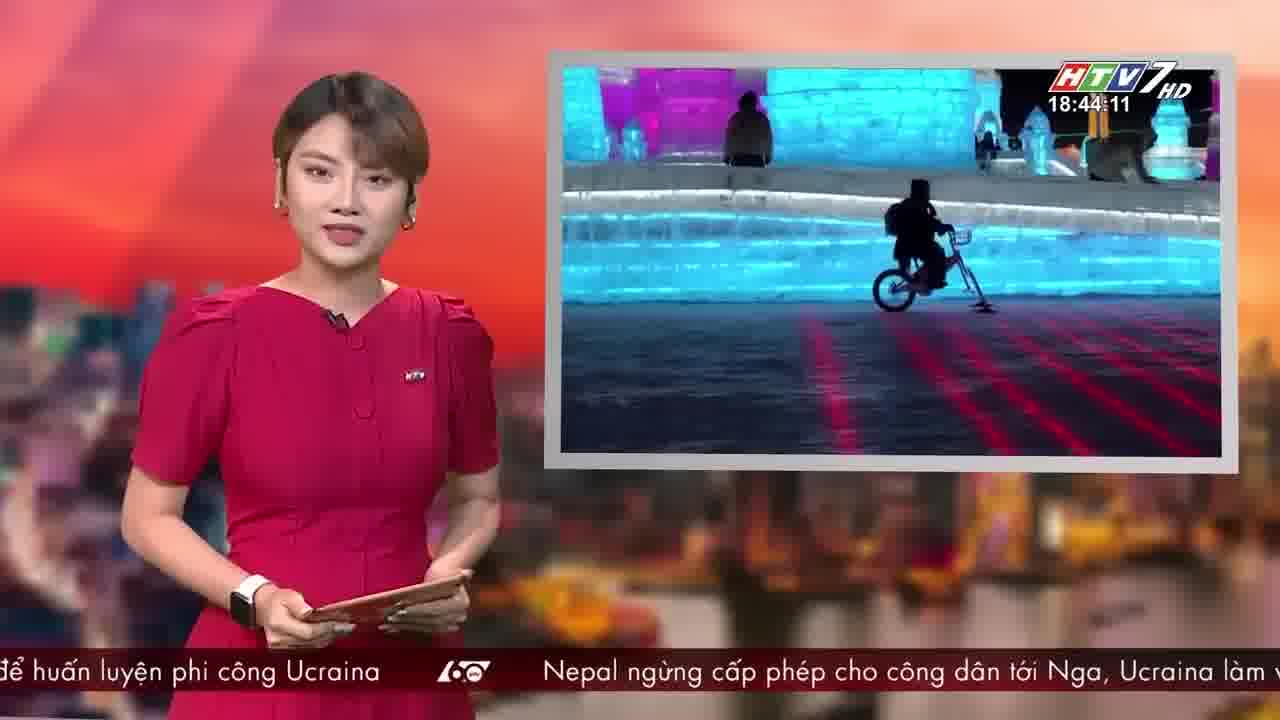 HTV7 HD
18:44:11
HTV
để huấn luyện phi công Ucraina
60
Nepal ngừng cấp phép cho công dân tới Nga, Ucraina làm